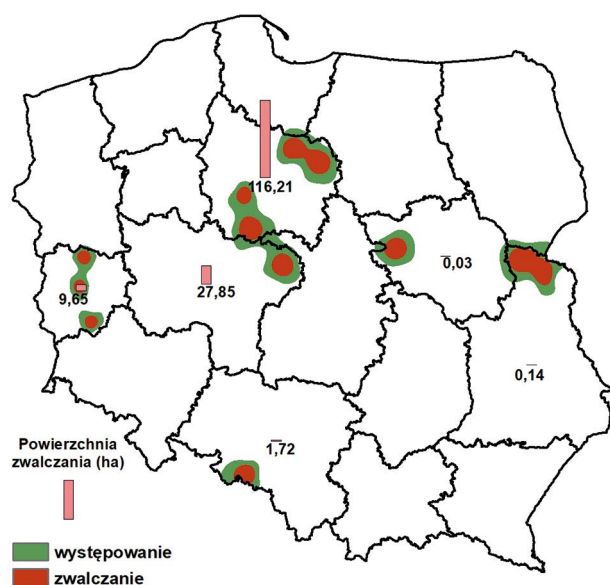 116,21
0,03
27,85
9,65
0,14
1,72
Powierzchnia
zwalczania (ha)
występowanie
zwalczanie